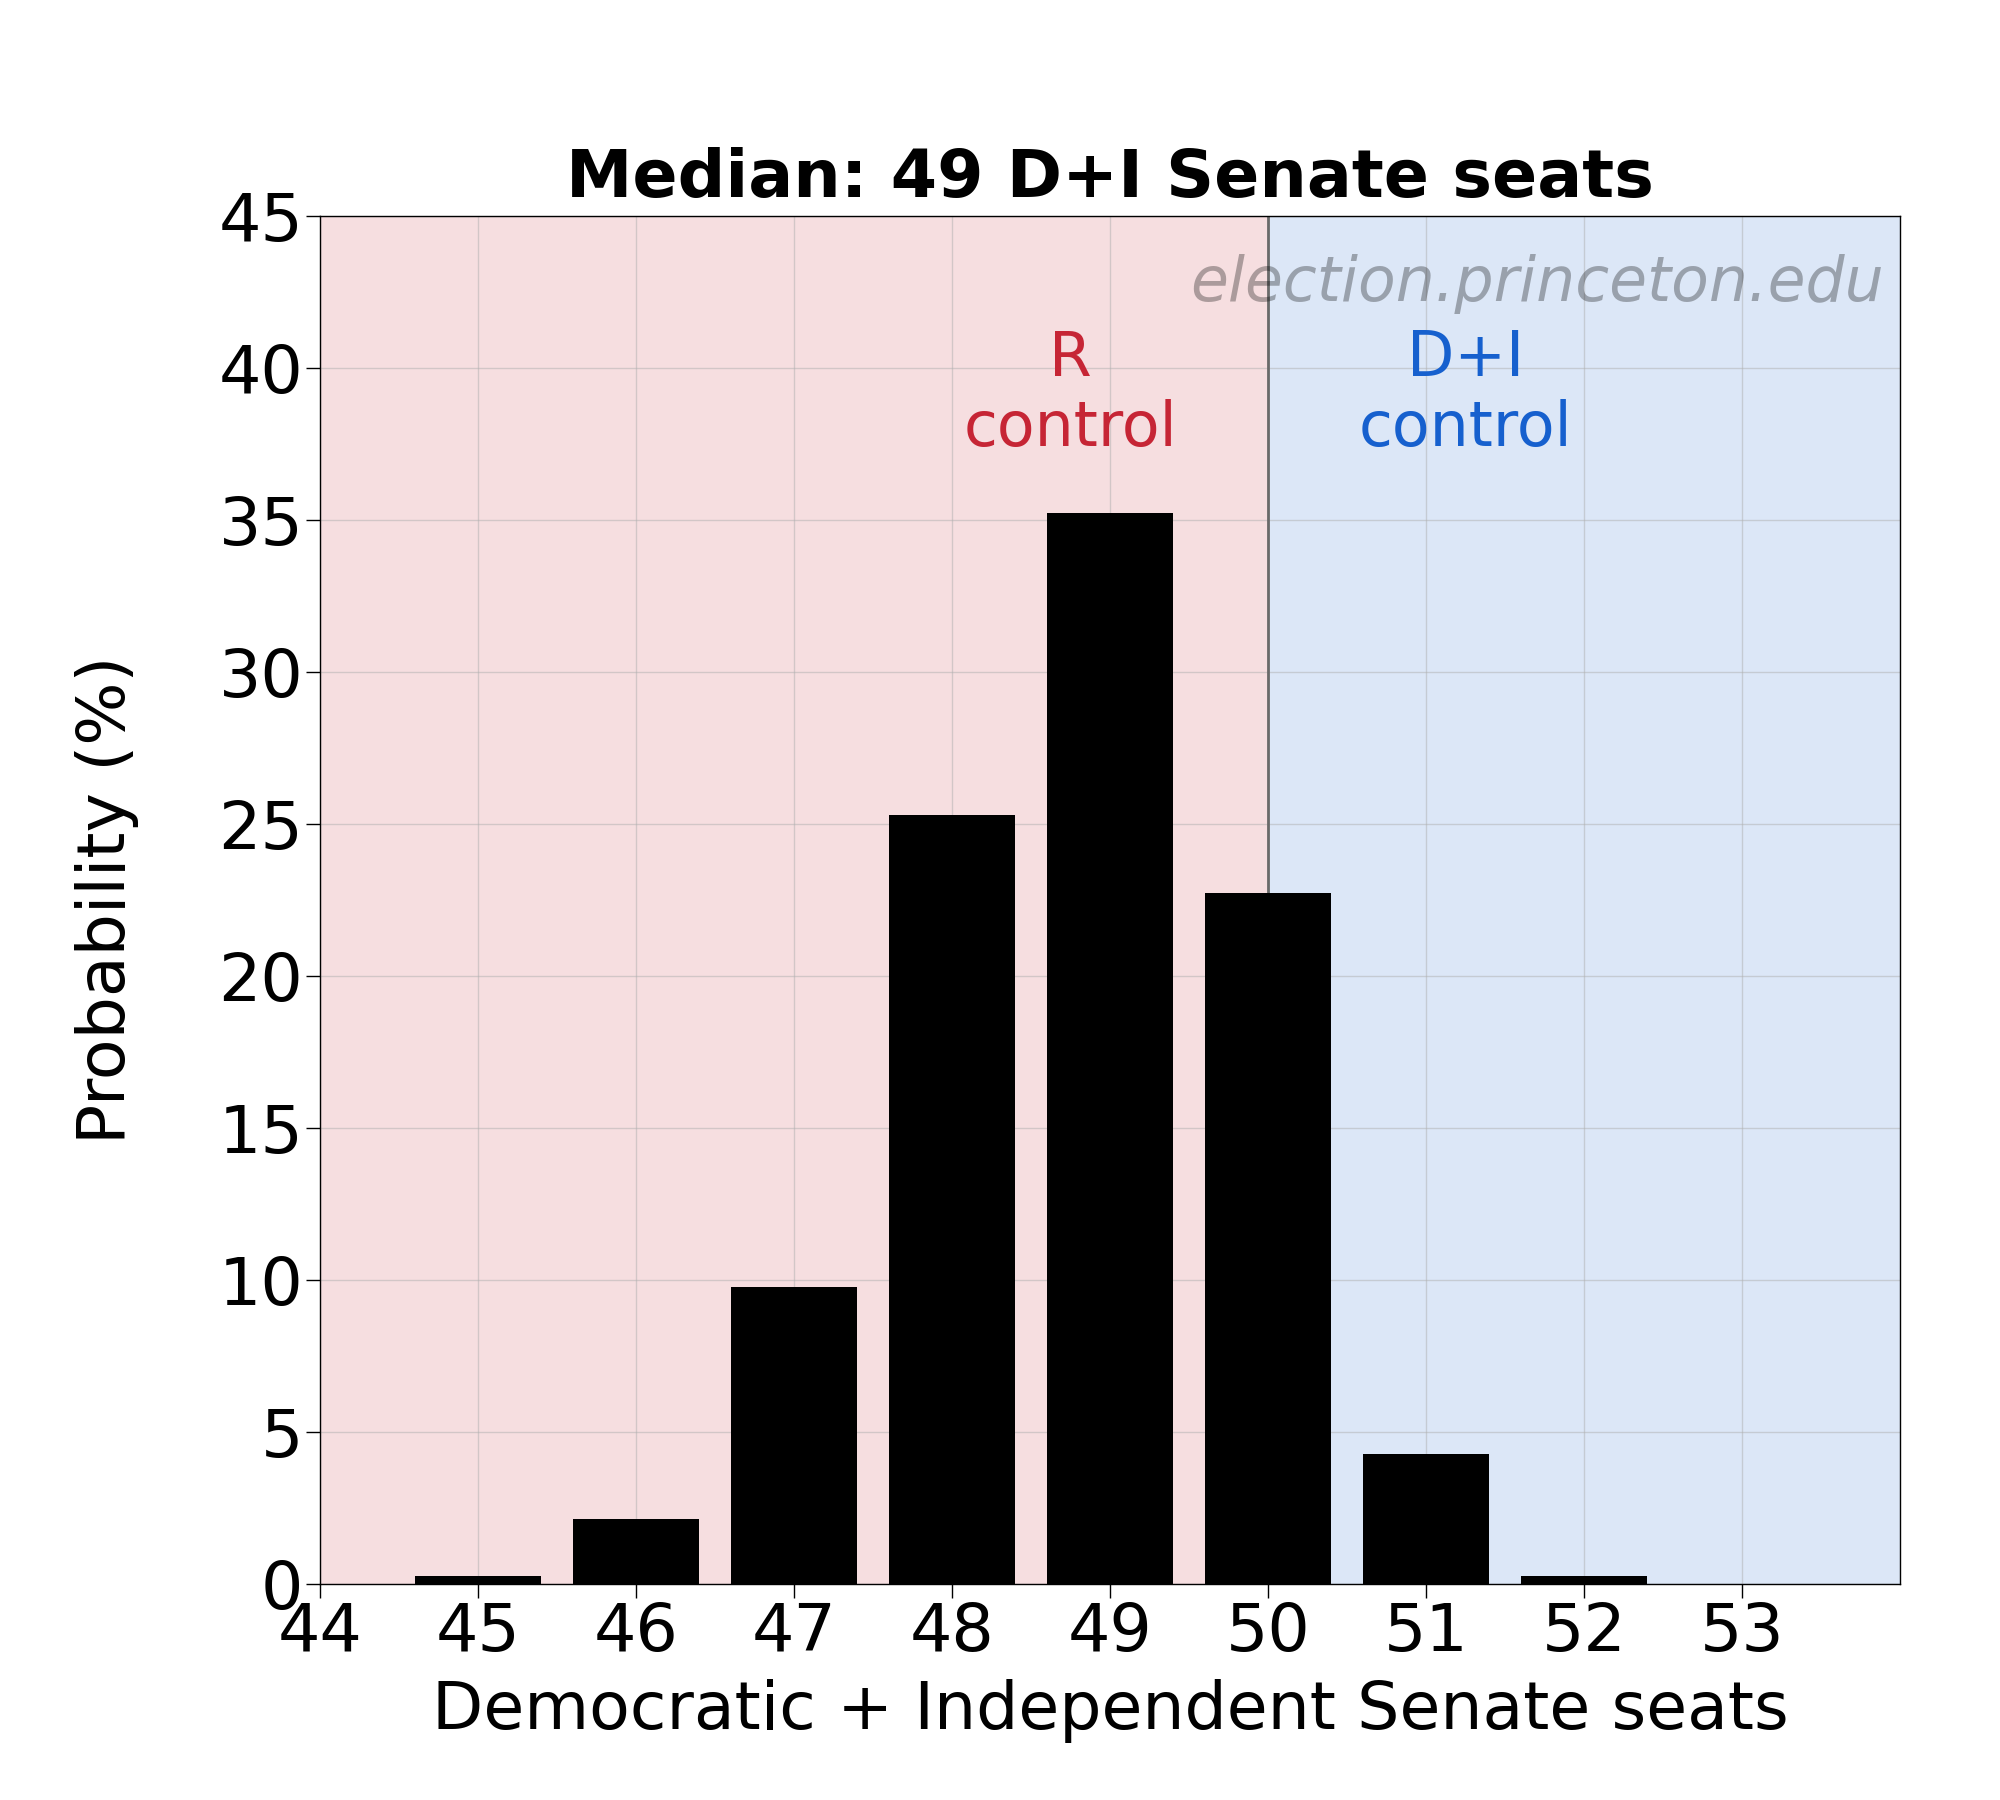 Median: 49 D+I Senate seats
election.princeton.edu
R
control
D+I
control
45
40
35
30
25
20
15
10
5
0
Probability (%)
44 45 46 47 48 49 50 51 52 53
Democratic + Independent Senate seats